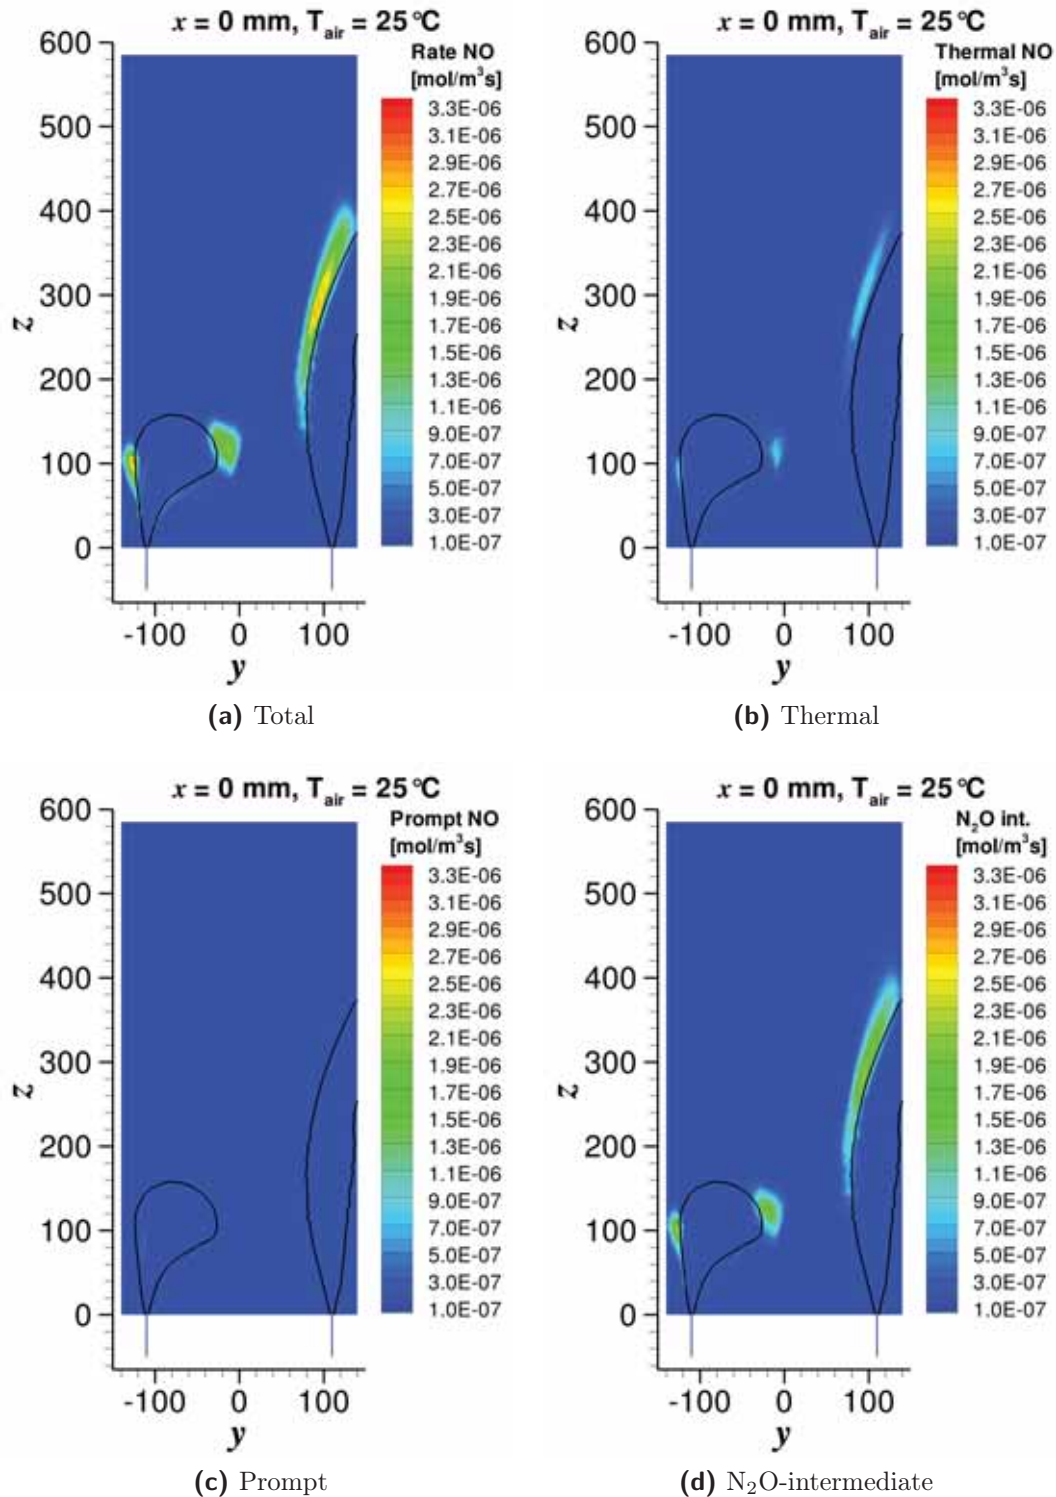 x = 0 mm, T_air = 25°C
Rate NO
[mol/m³s]
600
500
400
300
200
100
0
z
3.3E-06
3.1E-06
2.9E-06
2.7E-06
2.5E-06
2.3E-06
2.1E-06
1.9E-06
1.7E-06
1.5E-06
1.3E-06
1.1E-06
9.0E-07
7.0E-07
5.0E-07
3.0E-07
1.0E-07
-100 0 100
y
(a) Total
x = 0 mm, T_air = 25°C
Thermal NO
[mol/m³s]
600
500
400
300
200
100
0
z
3.3E-06
3.1E-06
2.9E-06
2.7E-06
2.5E-06
2.3E-06
2.1E-06
1.9E-06
1.7E-06
1.5E-06
1.3E-06
1.1E-06
9.0E-07
7.0E-07
5.0E-07
3.0E-07
1.0E-07
-100 0 100
y
(b) Thermal
x = 0 mm, T_air = 25°C
Prompt NO
[mol/m³s]
600
500
400
300
200
100
0
z
3.3E-06
3.1E-06
2.9E-06
2.7E-06
2.5E-06
2.3E-06
2.1E-06
1.9E-06
1.7E-06
1.5E-06
1.3E-06
1.1E-06
9.0E-07
7.0E-07
5.0E-07
3.0E-07
1.0E-07
-100 0 100
y
(c) Prompt
x = 0 mm, T_air = 25°C
N₂O int.
[mol/m³s]
600
500
400
300
200
100
0
z
3.3E-06
3.1E-06
2.9E-06
2.7E-06
2.5E-06
2.3E-06
2.1E-06
1.9E-06
1.7E-06
1.5E-06
1.3E-06
1.1E-06
9.0E-07
7.0E-07
5.0E-07
3.0E-07
1.0E-07
-100 0 100
y
(d) N₂O-intermediate